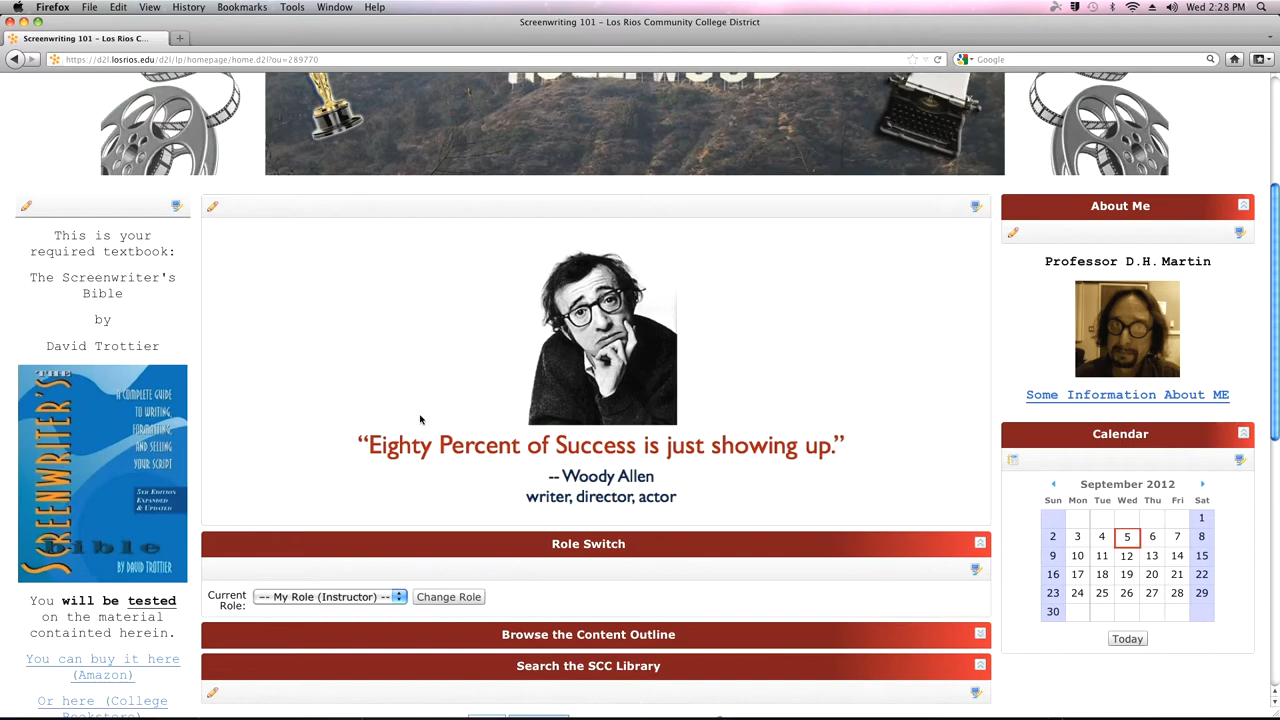 Firefox File Edit View History Bookmarks Tools Window Help Wed 2:28 PM
Screenwriting 101 – Los Rios Community College District
Screenwriting 101 – Los Rios C...
https://d2l.losrios.edu/d2l/lp/homepage/home.d2l?ou=289770
Google
HOLLYWOOD
This is your
required textbook:
The Screenwriter's
Bible
by
David Trottier
THE
SCREENWRITER'S
bible
A COMPLETE GUIDE
TO WRITING,
FORMATTING,
AND SELLING
YOUR SCRIPT
5TH EDITION
EXPANDED
& UPDATED
BY DAVID TROTTIER
You will be tested
on the material
containted herein.
You can buy it here
(Amazon)
Or here (College
Bookstore)
“Eighty Percent of Success is just showing up.”
-- Woody Allen
writer, director, actor
Role Switch
Current
Role:
-- My Role (Instructor) --
Change Role
Browse the Content Outline
Search the SCC Library
About Me
Professor D.H. Martin
Some Information About ME
Calendar
September 2012
Sun Mon Tue Wed Thu Fri Sat
1
2 3 4 5 6 7 8
9 10 11 12 13 14 15
16 17 18 19 20 21 22
23 24 25 26 27 28 29
30
Today